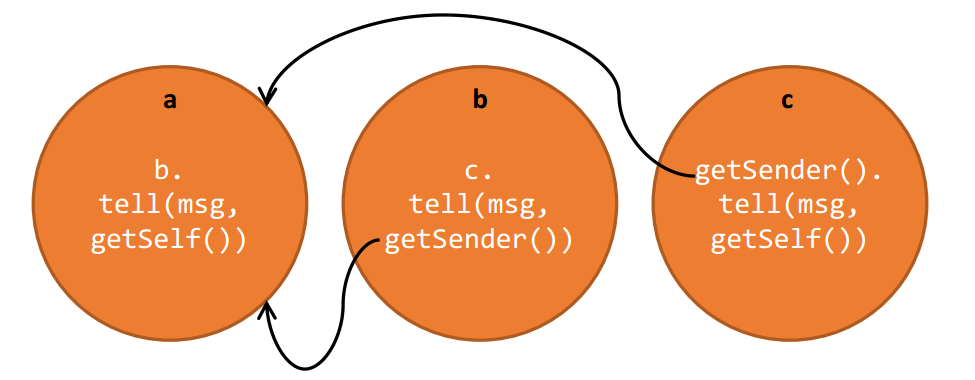 a
b.
tell(msg,
getSelf())
b
c.
tell(msg,
getSender())
c
getSender().
tell(msg,
getSelf())